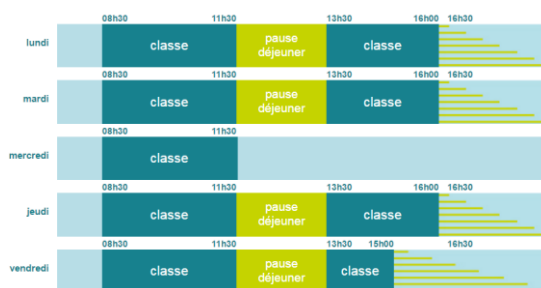 08h30 11h30 13h30 16h00 16h30
lundi classe pause déjeuner classe
08h30 11h30 13h30 16h00 16h30
mardi classe pause déjeuner classe
08h30 11h30
mercredi classe
08h30 11h30 13h30 16h00 16h30
jeudi classe pause déjeuner classe
08h30 11h30 13h30 15h00 16h30
vendredi classe pause déjeuner classe